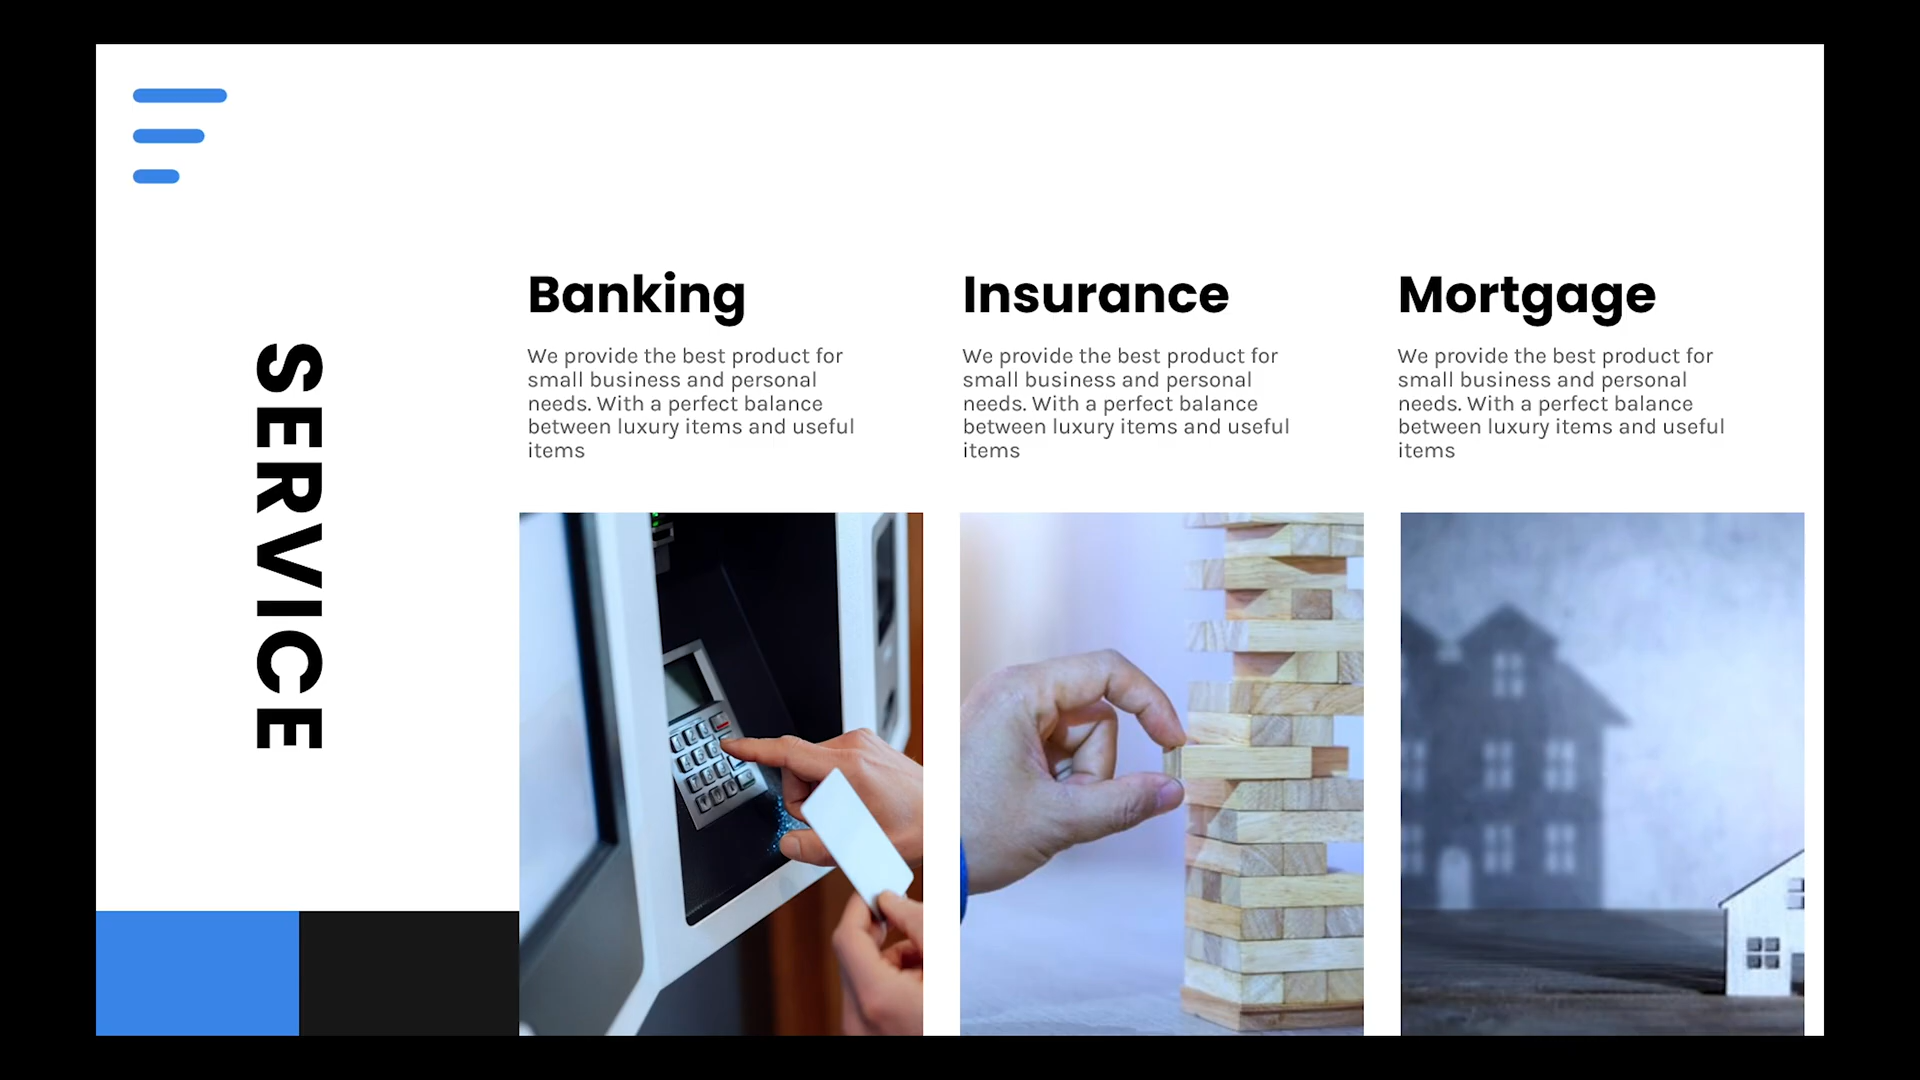 SERVICE
Banking
We provide the best product for
small business and personal
needs. With a perfect balance
between luxury items and useful
items
Insurance
We provide the best product for
small business and personal
needs. With a perfect balance
between luxury items and useful
items
Mortgage
We provide the best product for
small business and personal
needs. With a perfect balance
between luxury items and useful
items